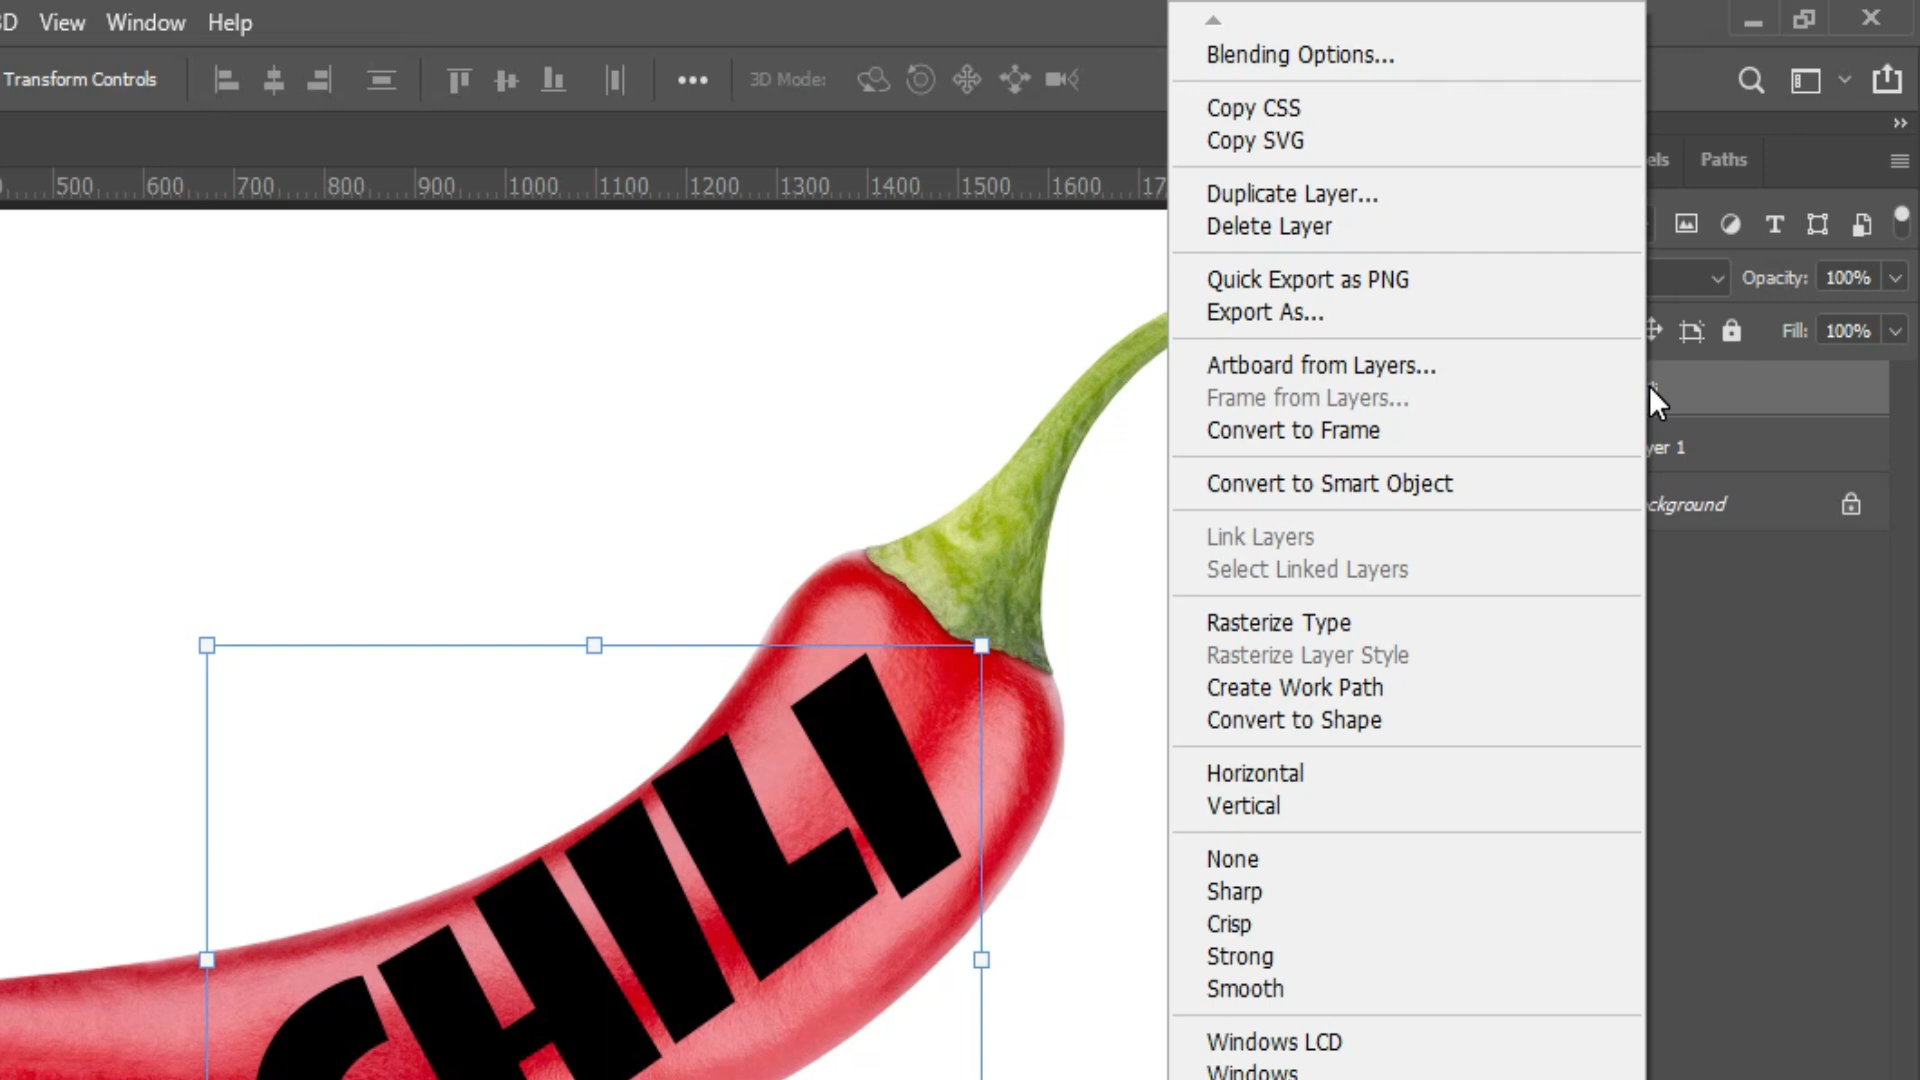 View Window Help
Transform Controls
3D Mode:
500 600 700 800 900 1000 1100 1200 1300 1400 1500 1600
Blending Options...
Copy CSS
Copy SVG
Duplicate Layer...
Delete Layer
Quick Export as PNG
Export As...
Artboard from Layers...
Frame from Layers...
Convert to Frame
Convert to Smart Object
Link Layers
Select Linked Layers
Rasterize Type
Rasterize Layer Style
Create Work Path
Convert to Shape
Horizontal
Vertical
None
Sharp
Crisp
Strong
Smooth
Windows LCD
Windows
Paths
Opacity: 100%
Fill: 100%
yer 1
ckground
CHILI